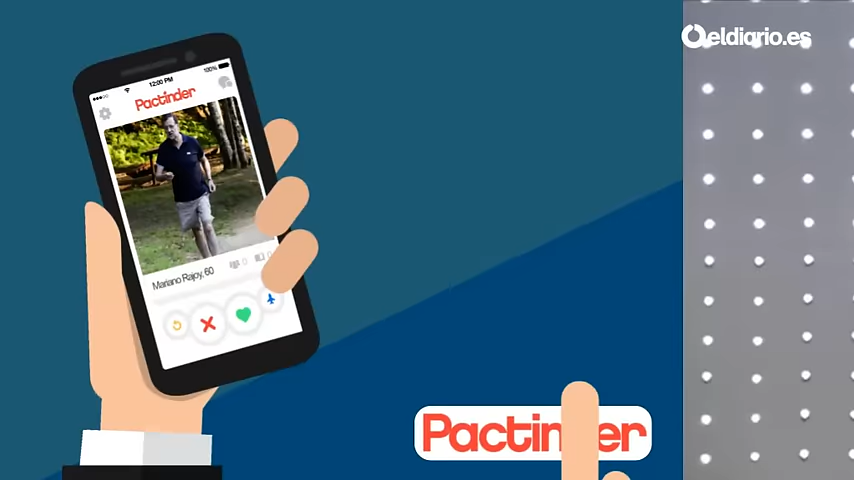 eldiario.es
12:00 PM
100%
Pactinder
Mariano Rajoy, 60
0
Pactinder